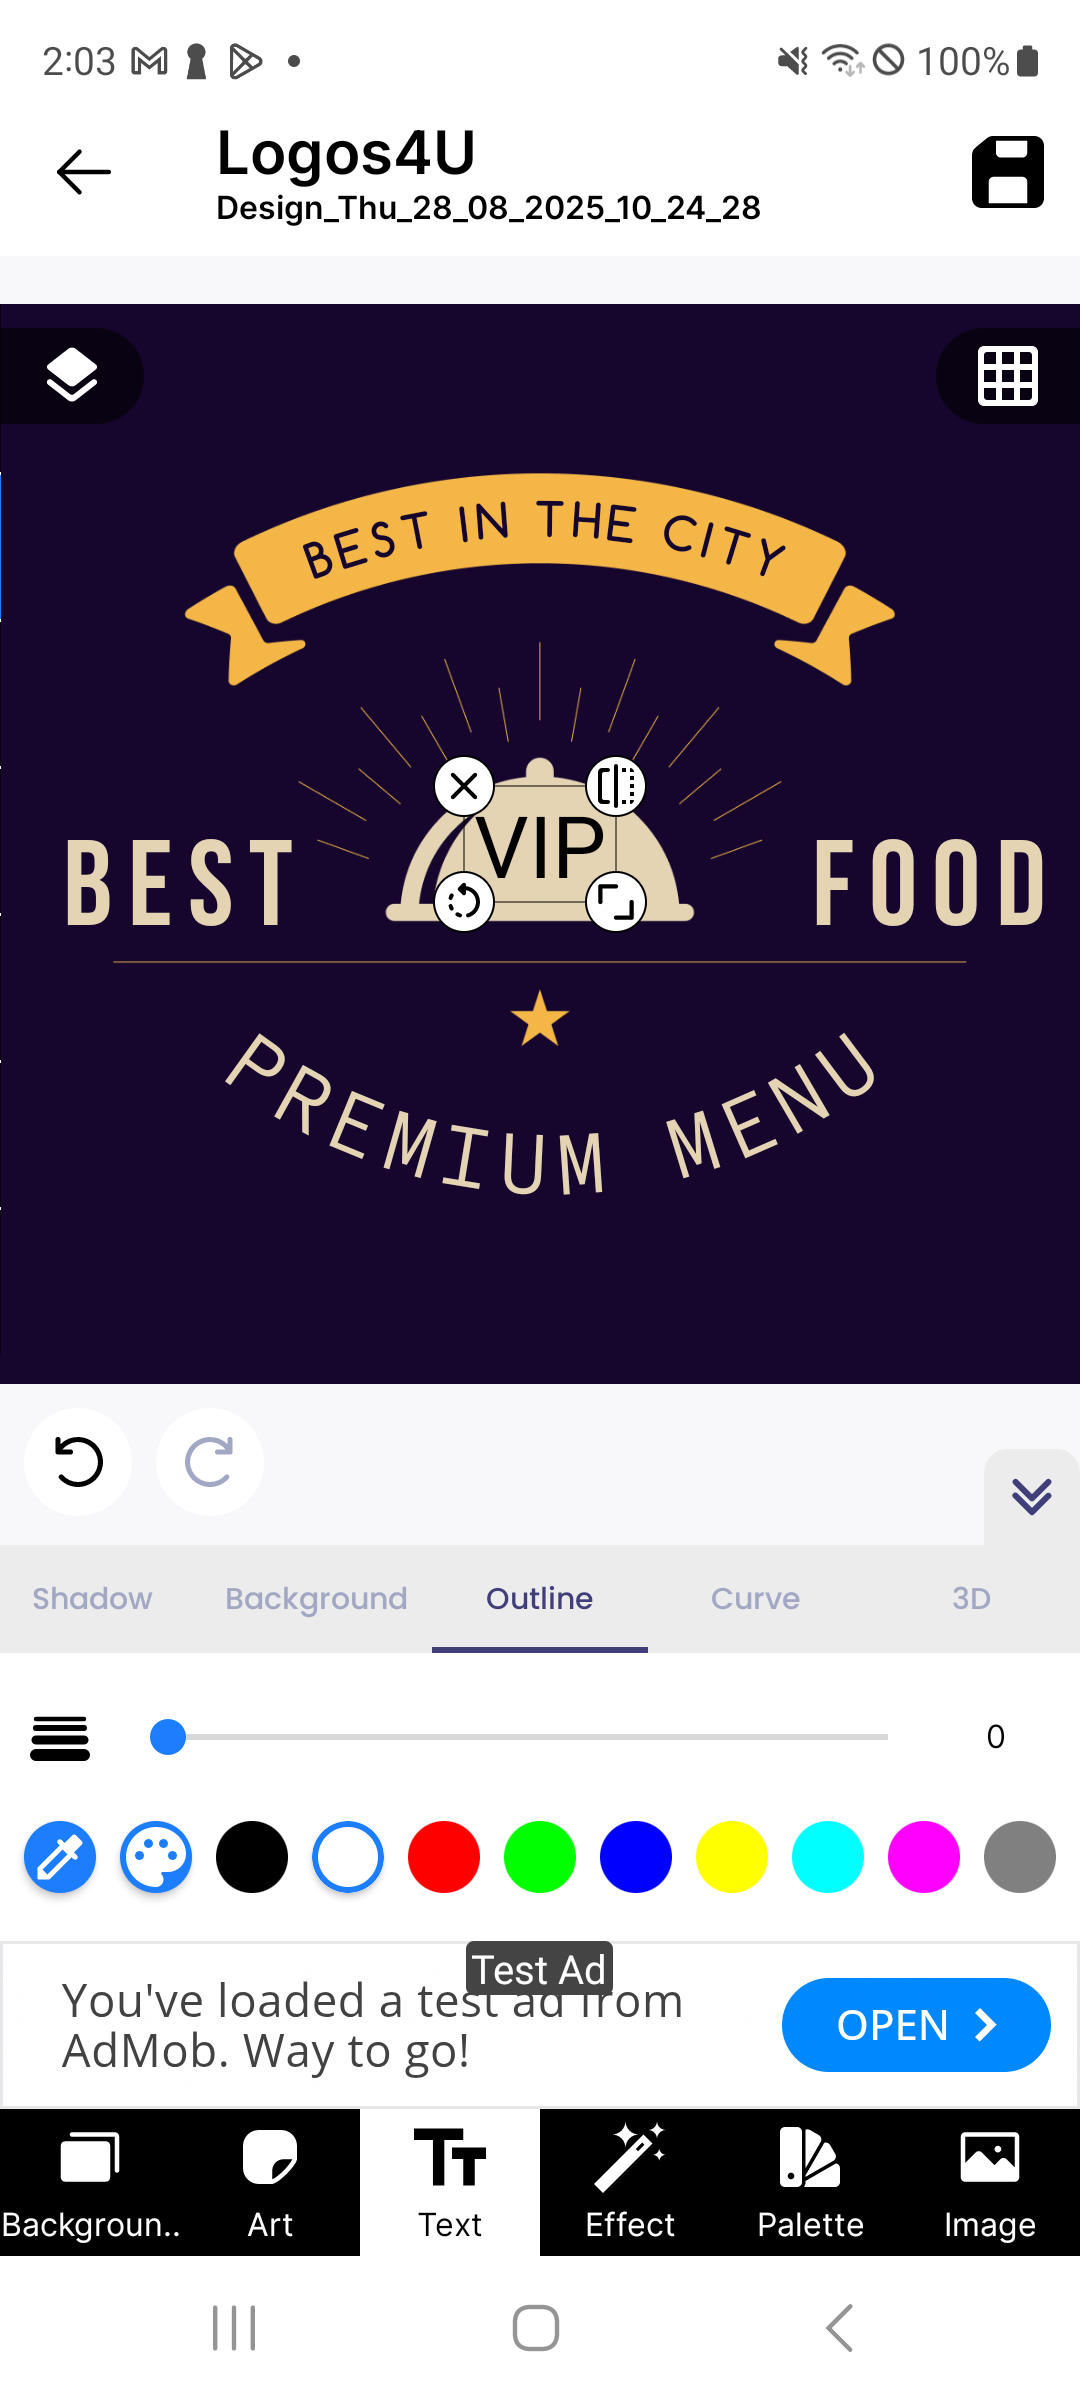 2:03
100%
Logos4U
Design_Thu_28_08_2025_10_24_28
BEST IN THE CITY
VIP
BEST
FOOD
PREMIUM MENU
Shadow
Background
Outline
Curve
3D
0
Test Ad
You've loaded a test ad from
AdMob. Way to go!
OPEN
Backgroun..
Art
Text
Effect
Palette
Image